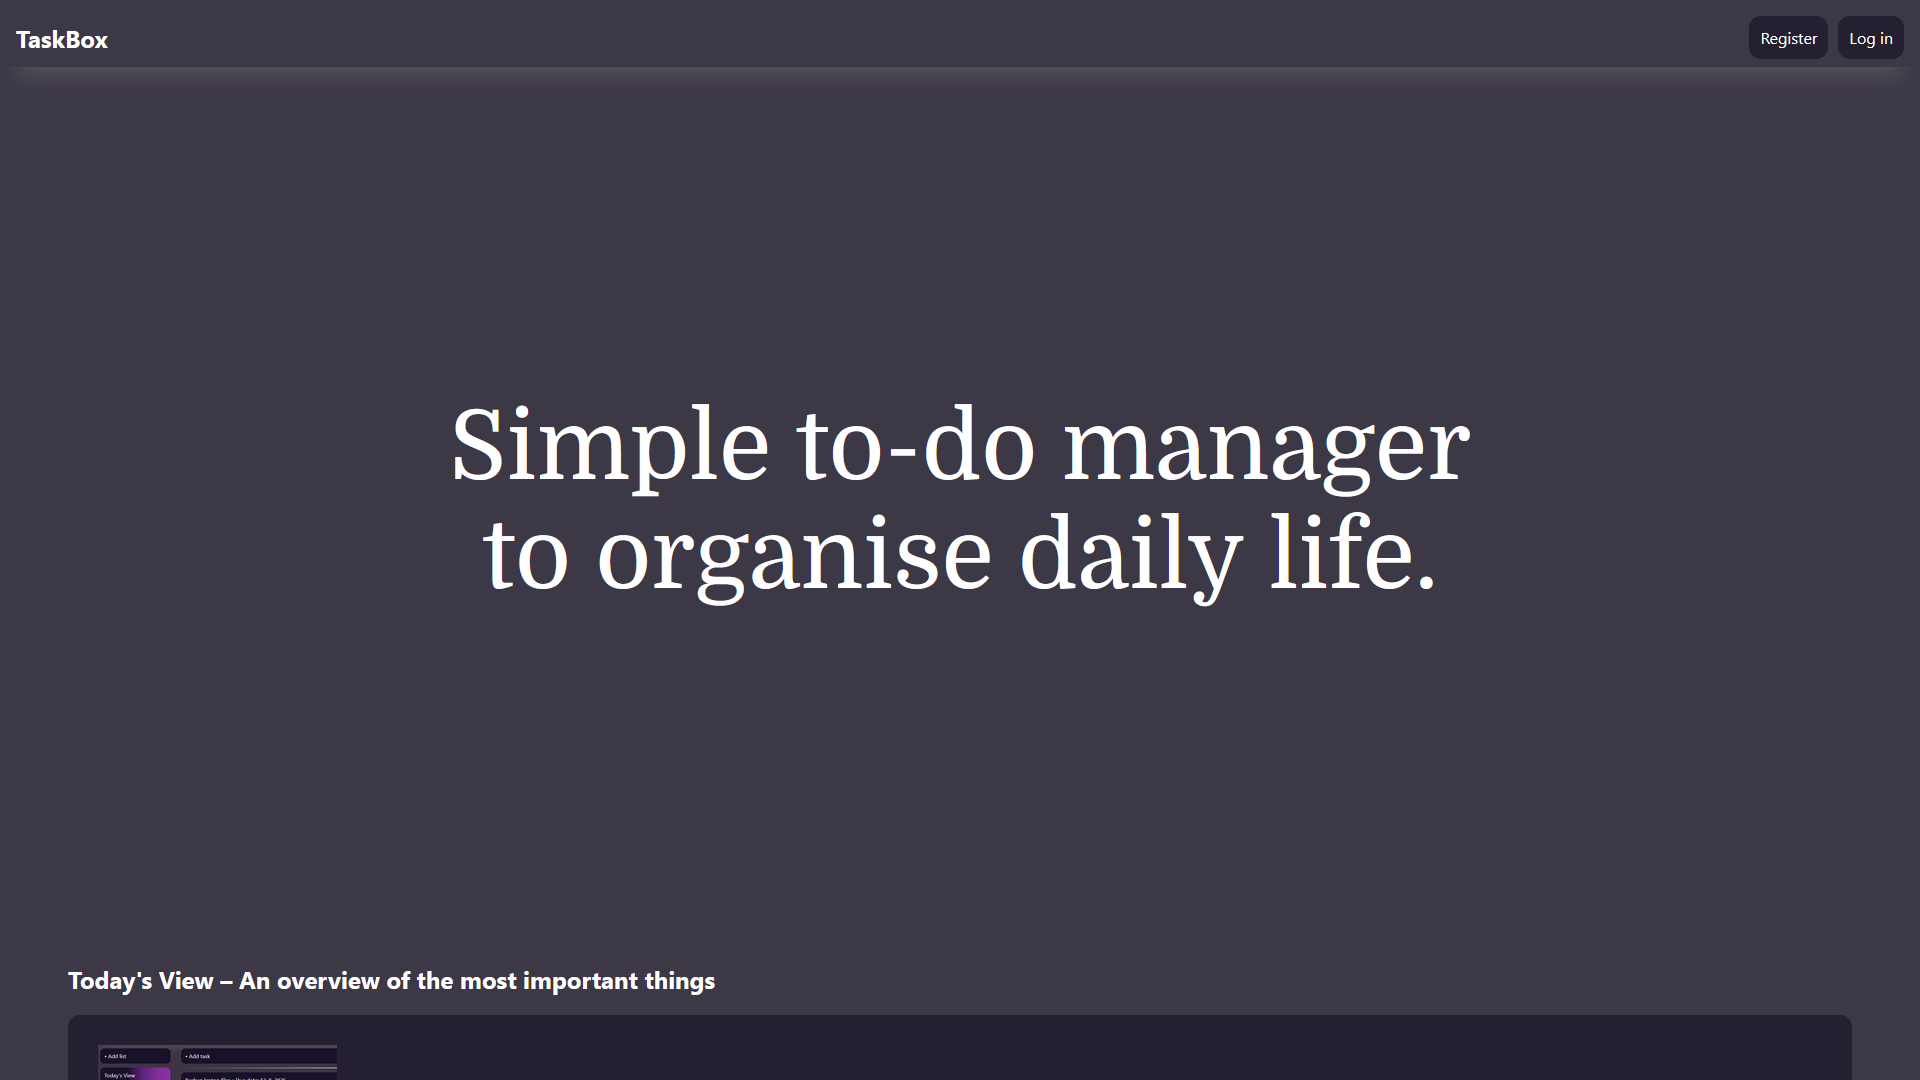 TaskBox
Register
Log in
Simple to-do manager
to organise daily life.
Today's View – An overview of the most important things
• Add list
• Add task
Today's View